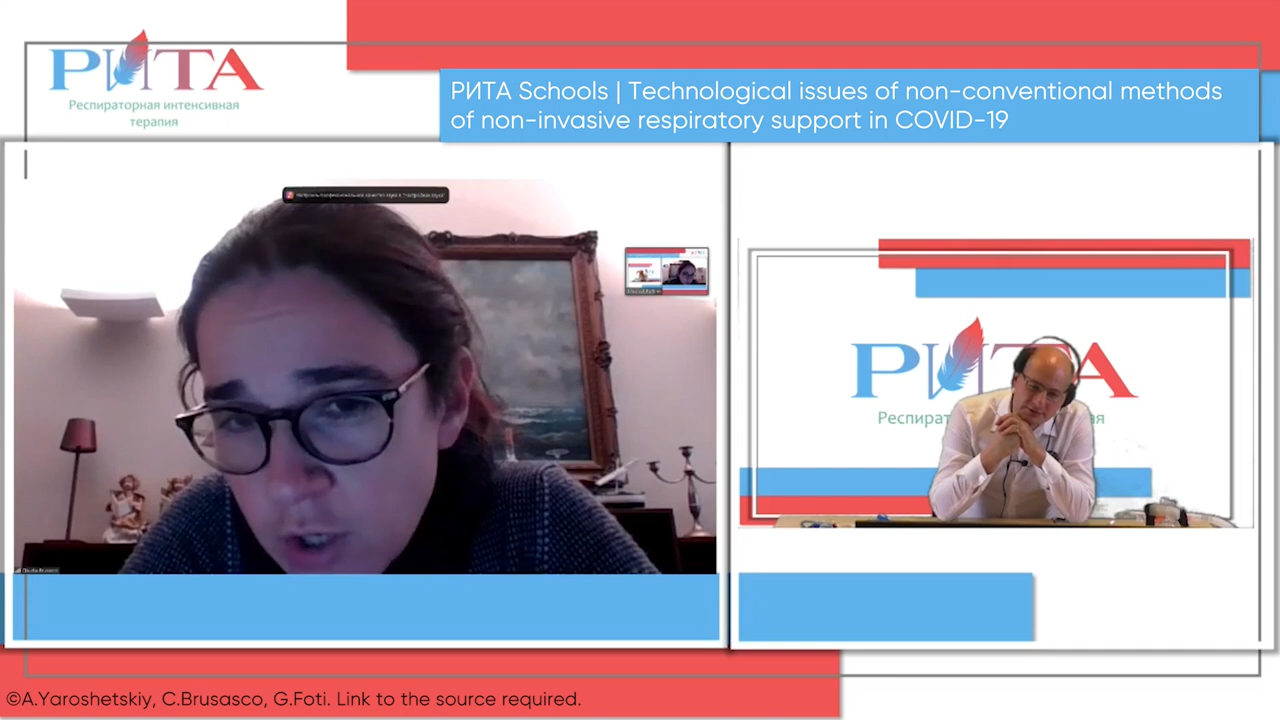 РИТА
Респираторная интенсивная
терапия
РИТА Schools | Technological issues of non-conventional methods
of non-invasive respiratory support in COVID-19
РИТА
©A.Yaroshetskiy, C.Brusasco, G.Foti. Link to the source required.